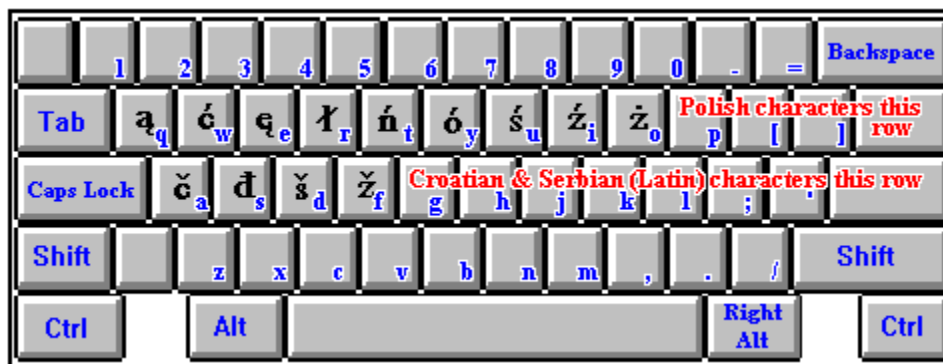 1 2 3 4 5 6 7 8 9 0 - = Backspace
Tab ą q ć w ę e ł r ń t ó y ś u ź i ż o p [ ] Polish characters this row
Caps Lock č a đ s š d ž f g h j k l ; ' Croatian & Serbian (Latin) characters this row
Shift z x c v b n m , . / Shift
Ctrl Alt Right Alt Ctrl